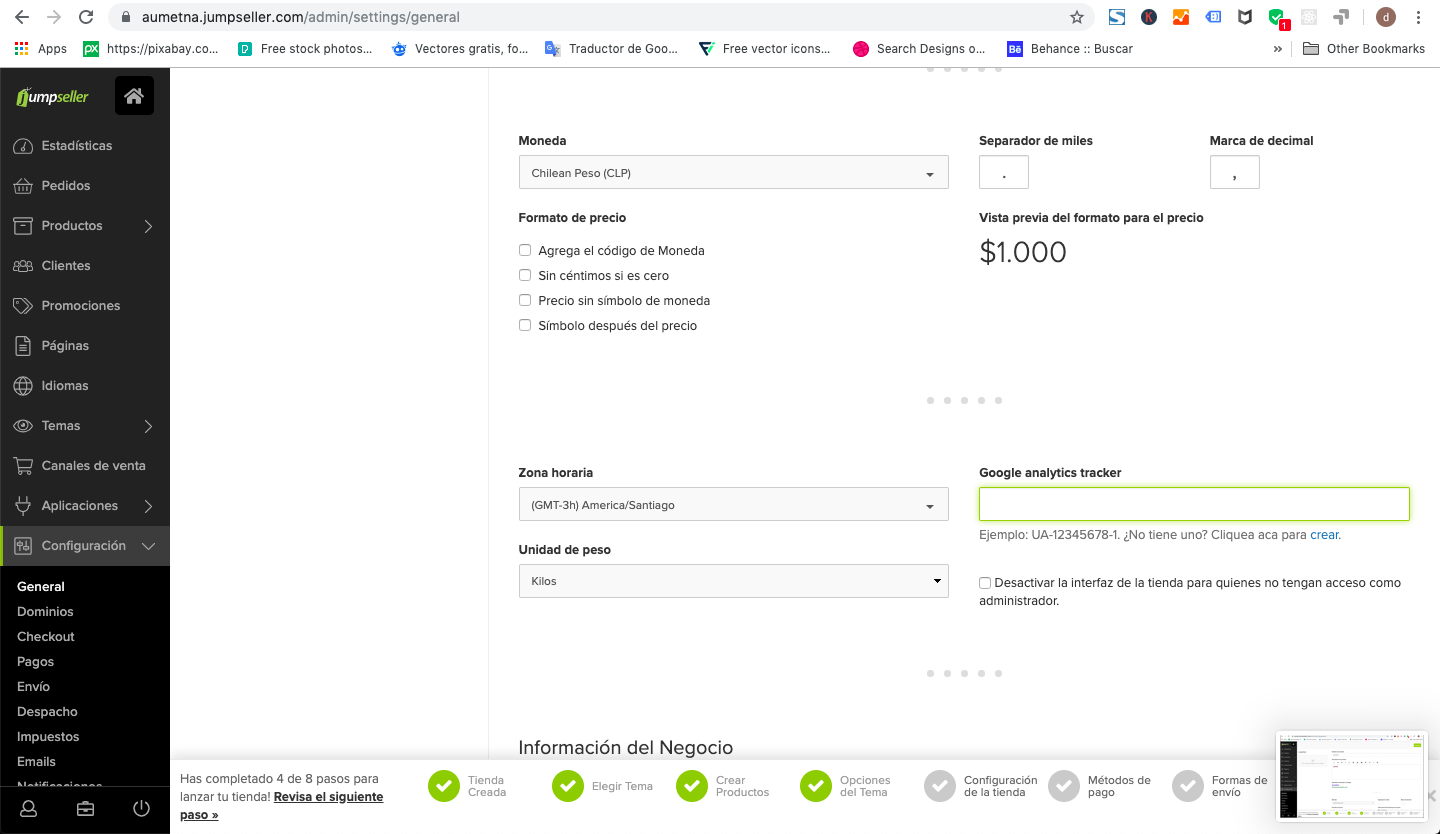 aumetna.jumpseller.com/admin/settings/general
Apps
https://pixabay.co...
Free stock photos...
Vectores gratis, fo...
Traductor de Goo...
Free vector icons...
Search Designs o...
Behance :: Buscar
»
Other Bookmarks
jumpseller
Estadísticas
Pedidos
Productos
Clientes
Promociones
Páginas
Idiomas
Temas
Canales de venta
Aplicaciones
Configuración
General
Dominios
Checkout
Pagos
Envío
Despacho
Impuestos
Emails
Notificaciones
Moneda
Chilean Peso (CLP)
Separador de miles
.
Marca de decimal
,
Formato de precio
Agrega el código de Moneda
Sin céntimos si es cero
Precio sin símbolo de moneda
Símbolo después del precio
Vista previa del formato para el precio
$1.000
Zona horaria
(GMT-3h) America/Santiago
Google analytics tracker
Ejemplo: UA-12345678-1. ¿No tiene uno? Cliquea aca para crear.
Unidad de peso
Kilos
Desactivar la interfaz de la tienda para quienes no tengan acceso como
administrador.
Información del Negocio
Has completado 4 de 8 pasos para
lanzar tu tienda! Revisa el siguiente
paso »
Tienda
Creada
Elegir Tema
Crear
Productos
Opciones
del Tema
Configuración
de la tienda
Métodos de
pago
Formas de
envío